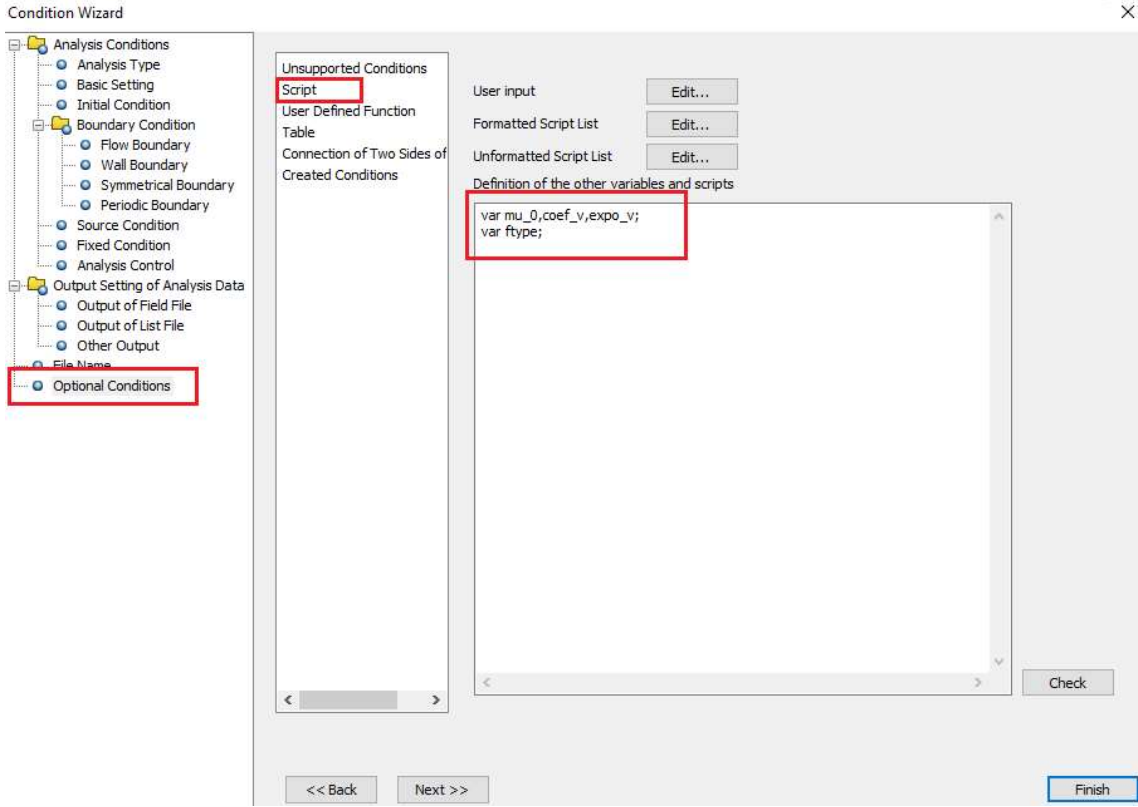 Condition Wizard
Analysis Conditions
Analysis Type
Basic Setting
Initial Condition
Boundary Condition
Flow Boundary
Wall Boundary
Symmetrical Boundary
Periodic Boundary
Source Condition
Fixed Condition
Analysis Control
Output Setting of Analysis Data
Output of Field File
Output of List File
Other Output
File Name
Optional Conditions
Unsupported Conditions
Script
User Defined Function
Table
Connection of Two Sides of
Created Conditions
User input
Edit...
Formatted Script List
Edit...
Unformatted Script List
Edit...
Definition of the other variables and scripts
var mu_0,coef_v,expo_v;
var ftype;
Check
<< Back
Next >>
Finish